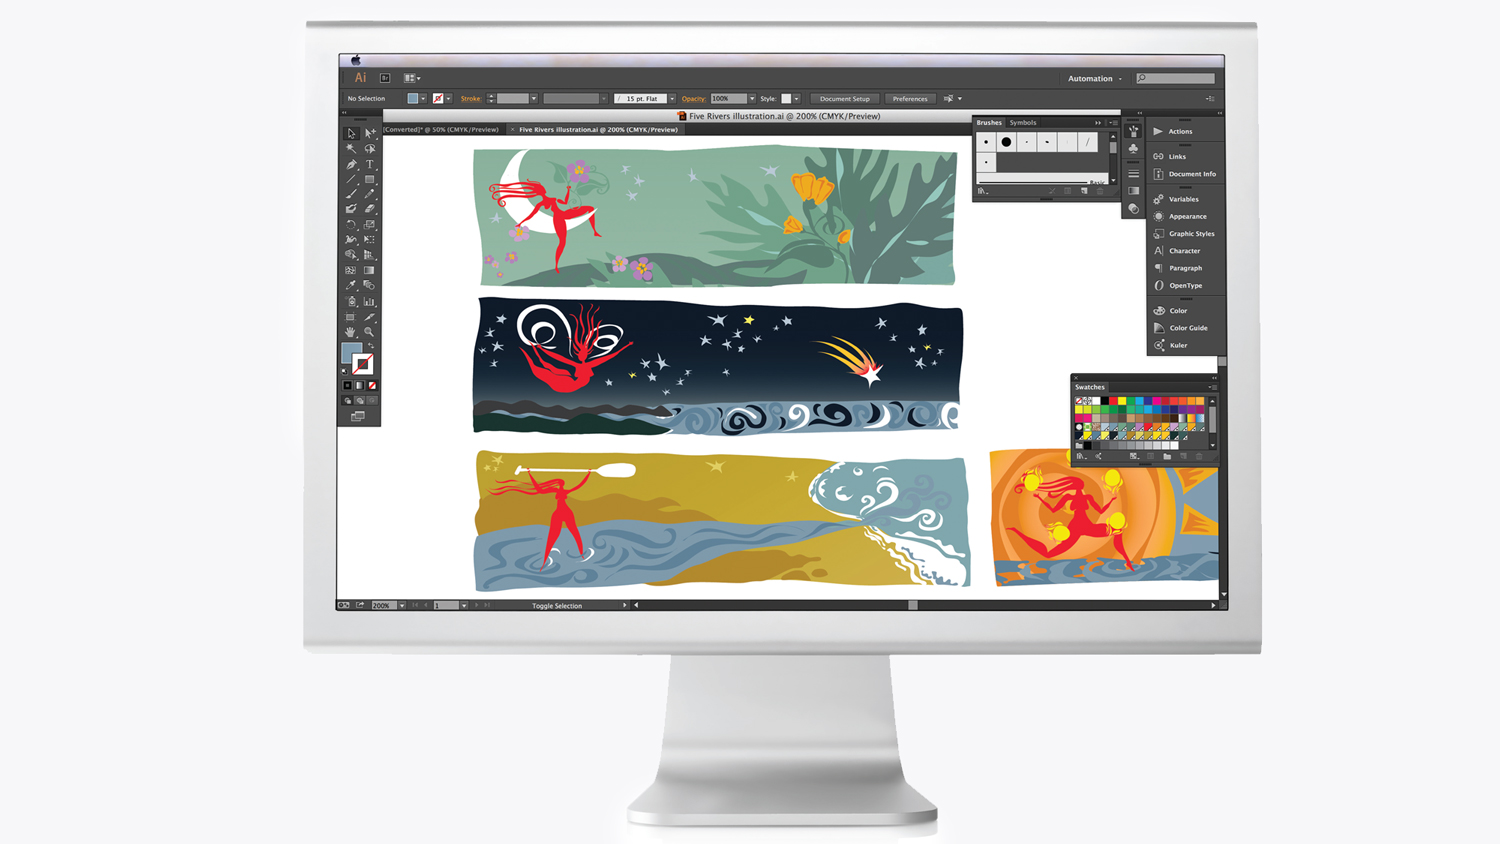 Ai
Br
Automation
No Selection
Stroke:
15 pt. Flat
Opacity:
100%
Style:
Document Setup
Preferences
Five Rivers illustration.ai @ 200% (CMYK/Preview)
[Converted]* @ 50% (CMYK/Preview)
× Five Rivers illustration.ai @ 200% (CMYK/Preview)
T
Brushes
Symbols
Basic
Actions
Links
Document Info
Variables
Appearance
Graphic Styles
A Character
Paragraph
O OpenType
Color
Color Guide
Kuler
Swatches
200%
1
Toggle Selection